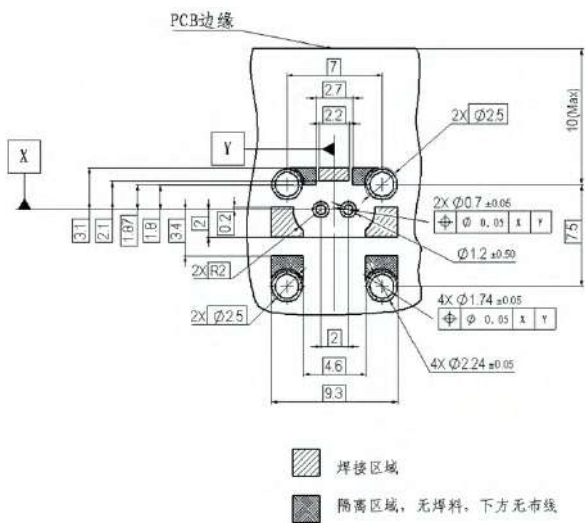 PCB边缘
7
2.7
2.2
2X Ø2.5
10(Max)
Y
X
2X Ø0.7 ±0.05
⌖ Ø 0.05 X Y
Ø1.2 ±0.50
3.1
2.1
1.87
1.8
3.4
2
0.2
7.5
2X R2
2X Ø2.5
4X Ø1.74 ±0.05
⌖ Ø 0.05 X Y
2
4.6
9.3
4X Ø2.24 ±0.05
焊接区域
隔离区域，无焊料，下方无布线